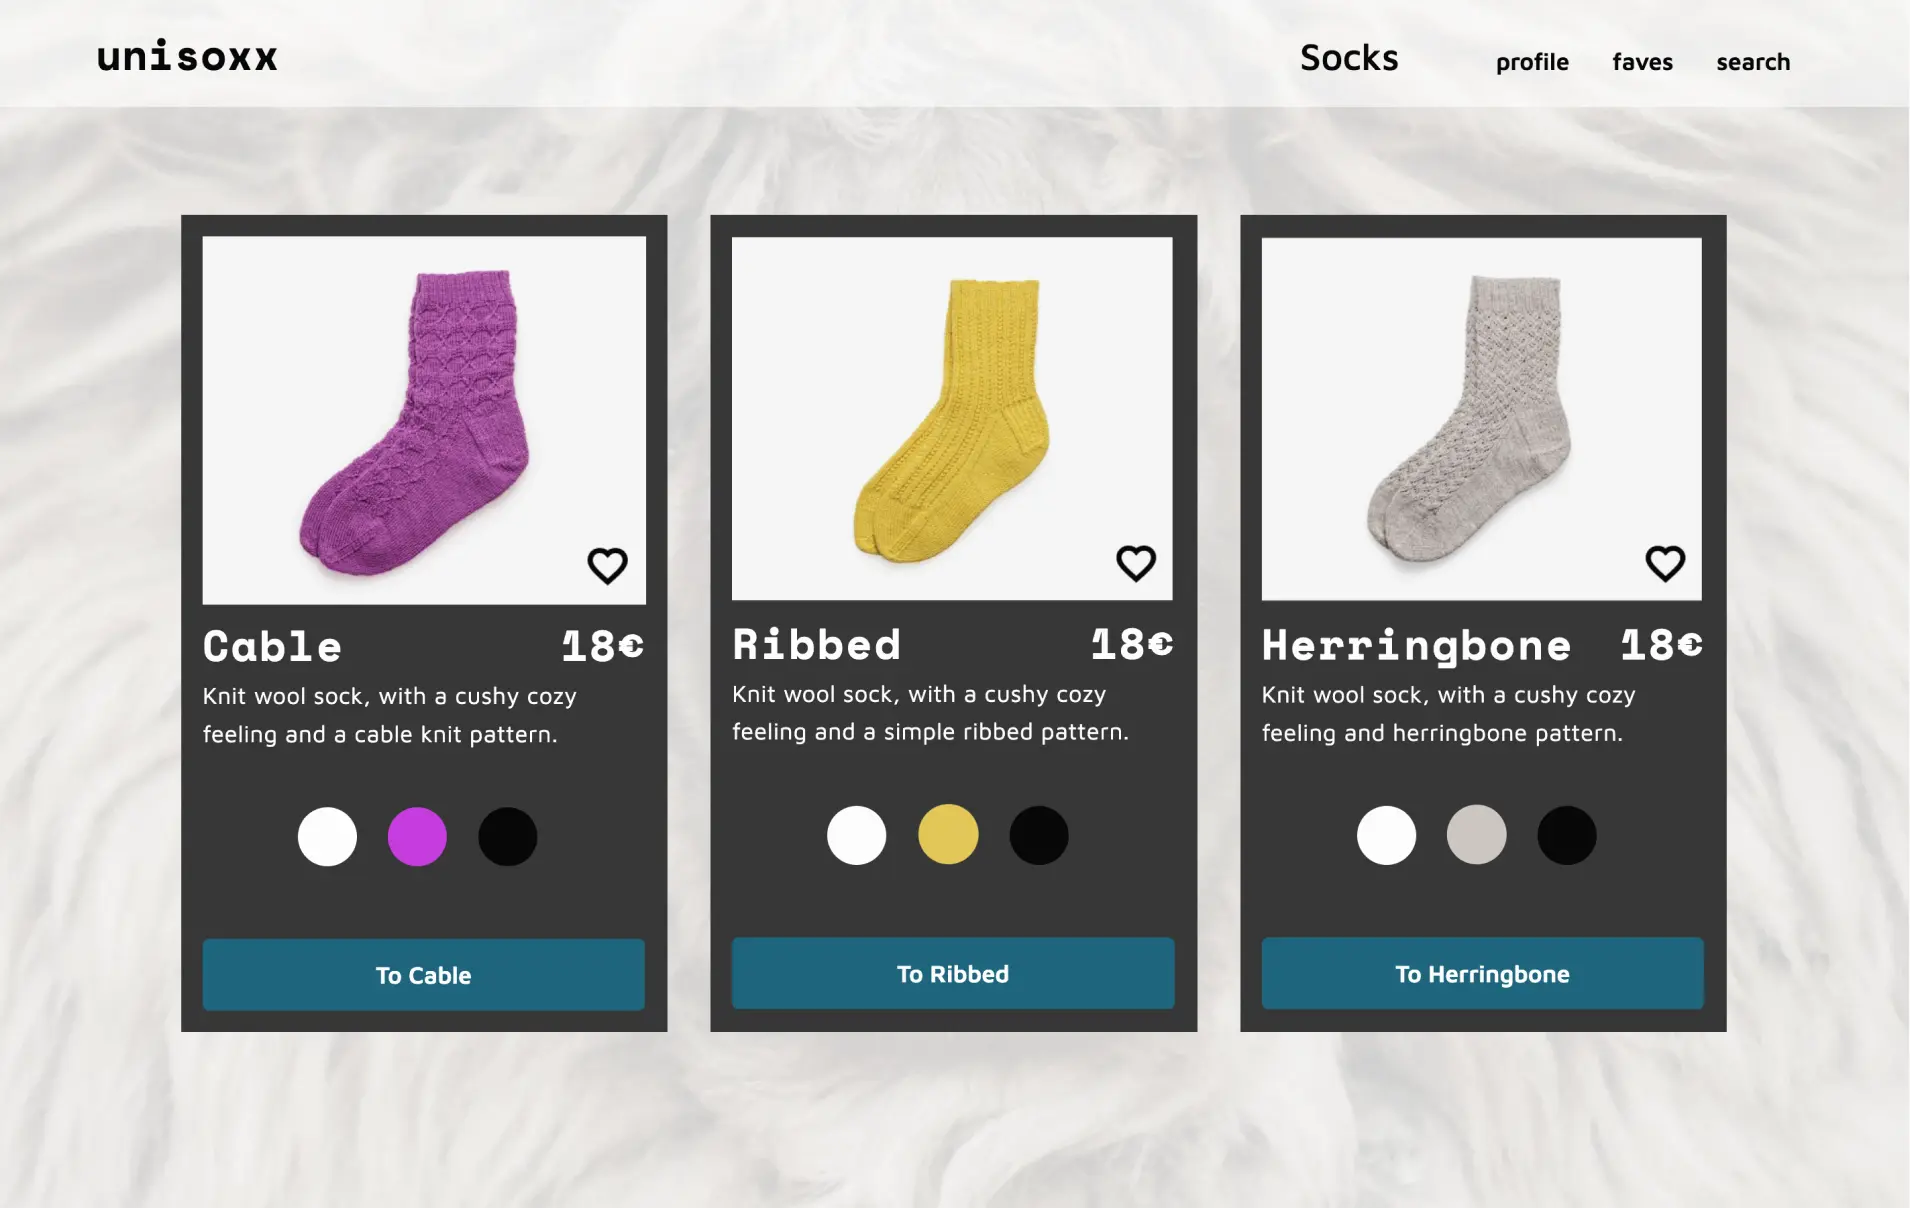 unisoxx
Socks
profile
faves
search
Cable 18€
Knit wool sock, with a cushy cozy
feeling and a cable knit pattern.
To Cable
Ribbed 18€
Knit wool sock, with a cushy cozy
feeling and a simple ribbed pattern.
To Ribbed
Herringbone 18€
Knit wool sock, with a cushy cozy
feeling and herringbone pattern.
To Herringbone